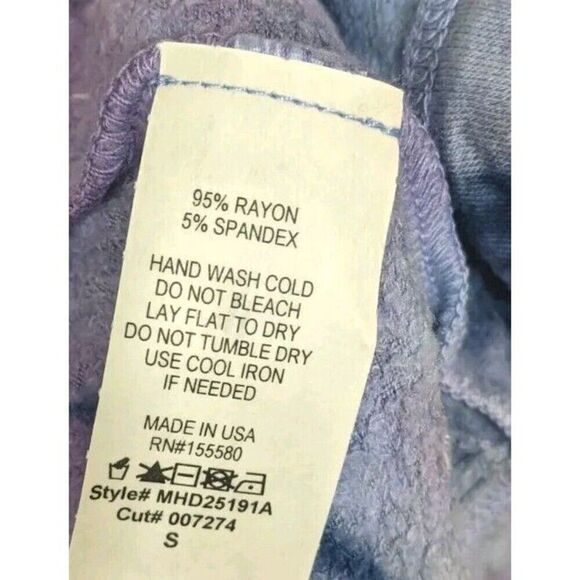 95% RAYON
5% SPANDEX
HAND WASH COLD
DO NOT BLEACH
LAY FLAT TO DRY
DO NOT TUMBLE DRY
USE COOL IRON
IF NEEDED
MADE IN USA
RN#155580
Style# MHD25191A
Cut# 007274
S